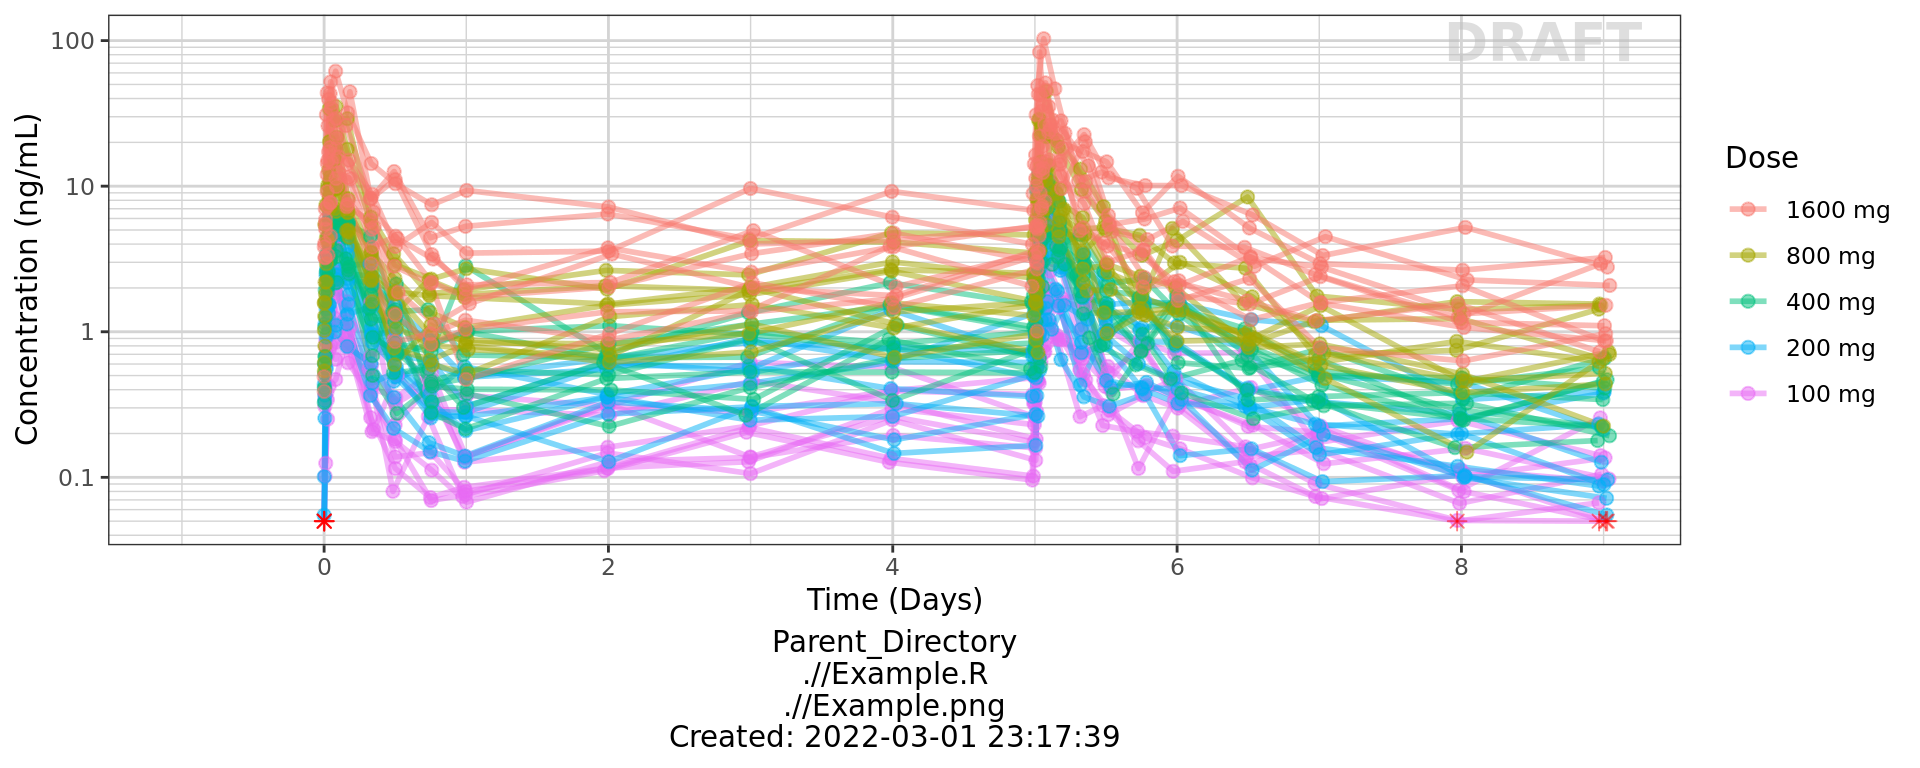 DRAFT
Concentration (ng/mL)
100
10
1
0.1
0 2 4 6 8
Time (Days)
Dose
1600 mg
800 mg
400 mg
200 mg
100 mg
Parent_Directory
.//Example.R
.//Example.png
Created: 2022-03-01 23:17:39